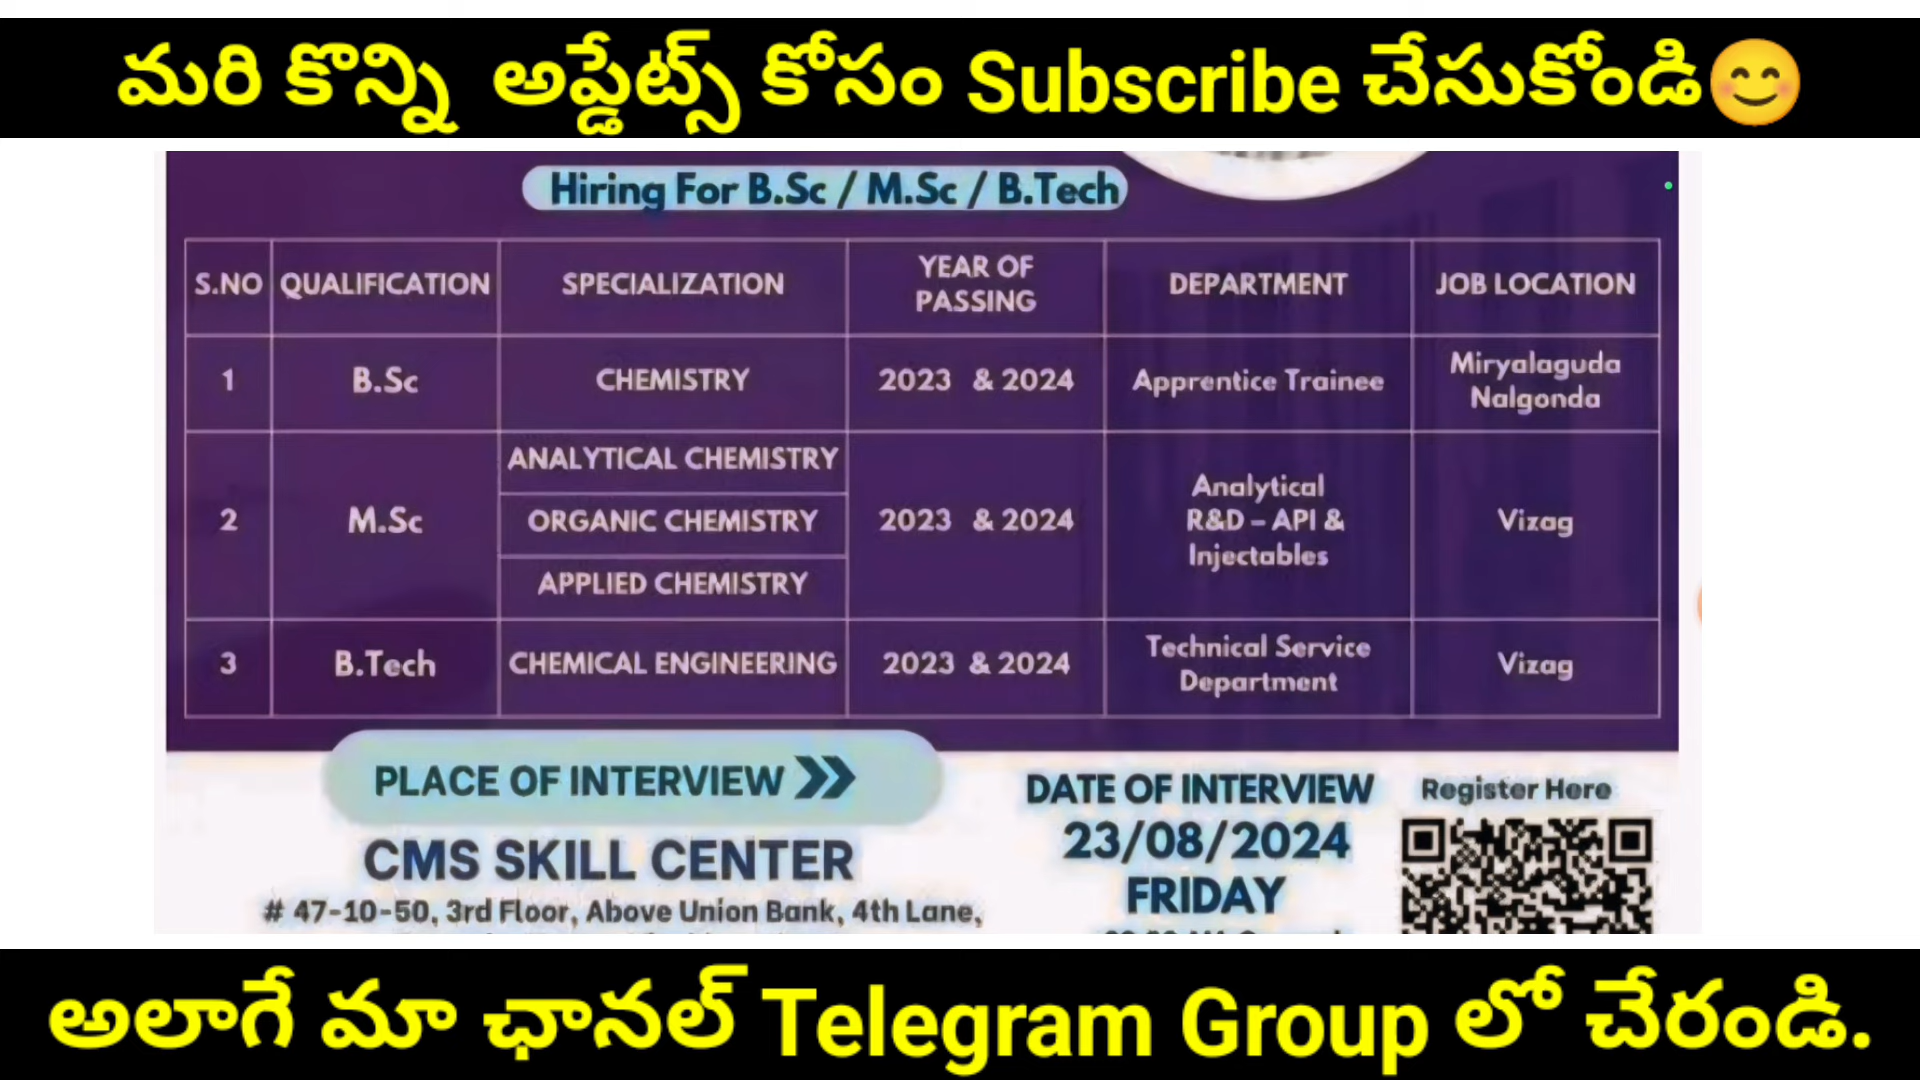 మరి కొన్ని అప్డేట్స్ కోసం Subscribe చేసుకోండి😊
Hiring For B.Sc / M.Sc / B.Tech
S.NO QUALIFICATION SPECIALIZATION YEAR OF PASSING DEPARTMENT JOB LOCATION
1 B.Sc CHEMISTRY 2023 & 2024 Apprentice Trainee Miryalaguda Nalgonda
2 M.Sc ANALYTICAL CHEMISTRY
ORGANIC CHEMISTRY
APPLIED CHEMISTRY
2023 & 2024 Analytical R&D – API & Injectables Vizag
3 B.Tech CHEMICAL ENGINEERING 2023 & 2024 Technical Service Department Vizag
PLACE OF INTERVIEW
CMS SKILL CENTER
# 47-10-50, 3rd Floor, Above Union Bank, 4th Lane,
DATE OF INTERVIEW
23/08/2024
FRIDAY
Register Here
అలాగే మా ఛానల్ Telegram Group లో చేరండి.